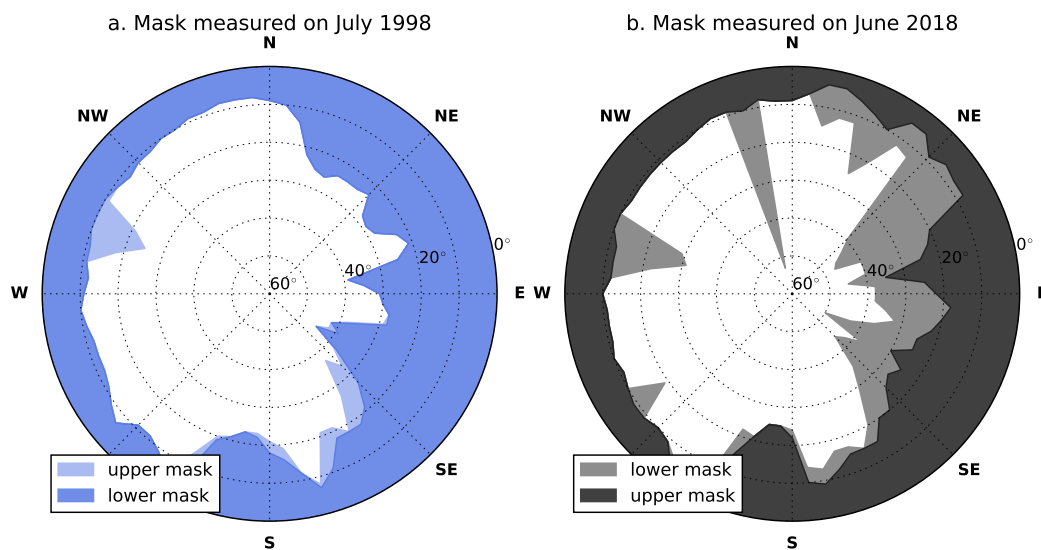 a. Mask measured on July 1998
b. Mask measured on June 2018
N
N
NW
NE
NW
NE
0°
0°
20°
20°
40°
40°
60°
60°
W
E
W
SE
SE
upper mask
lower mask
lower mask
upper mask
S
S